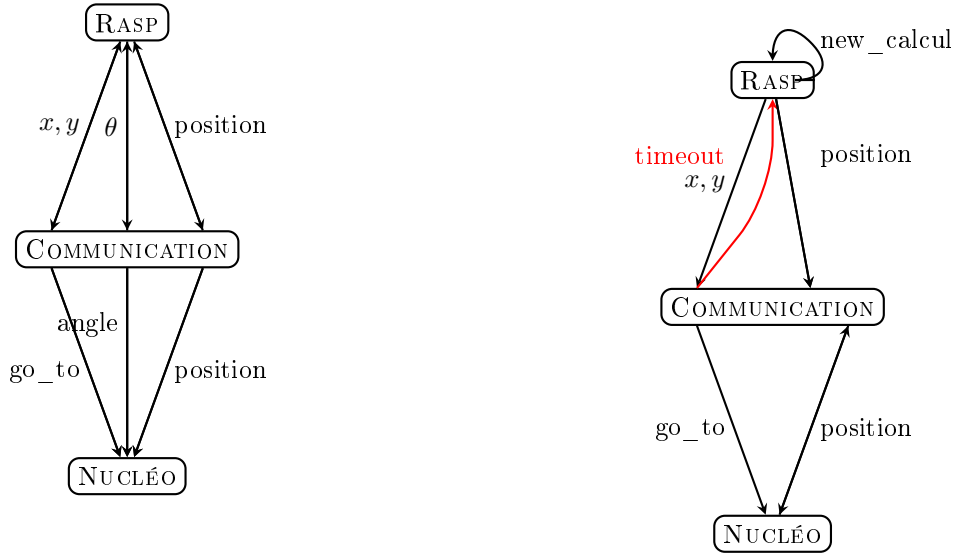 RASP
x, y
θ
position
COMMUNICATION
angle
go_to
position
NUCLÉO
new_calcul
RASP
timeout
x, y
position
COMMUNICATION
go_to
position
NUCLÉO